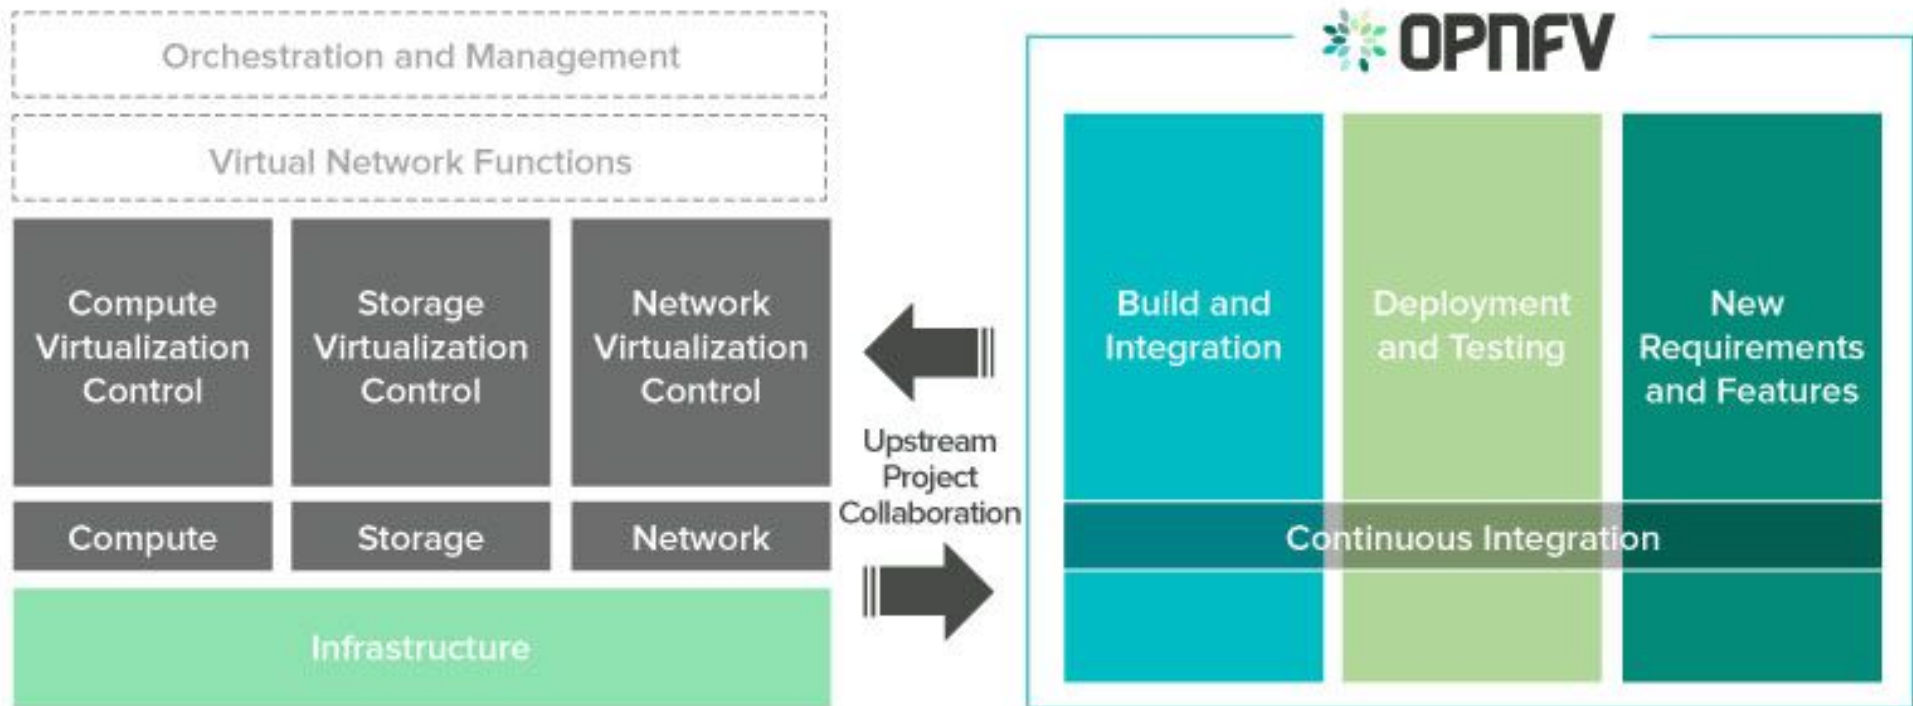 Orchestration and Management
Virtual Network Functions
Compute
Virtualization
Control
Storage
Virtualization
Control
Network
Virtualization
Control
Compute
Storage
Network
Infrastructure
Upstream
Project
Collaboration
OPNFV
Build and
Integration
Deployment
and Testing
New
Requirements
and Features
Continuous Integration